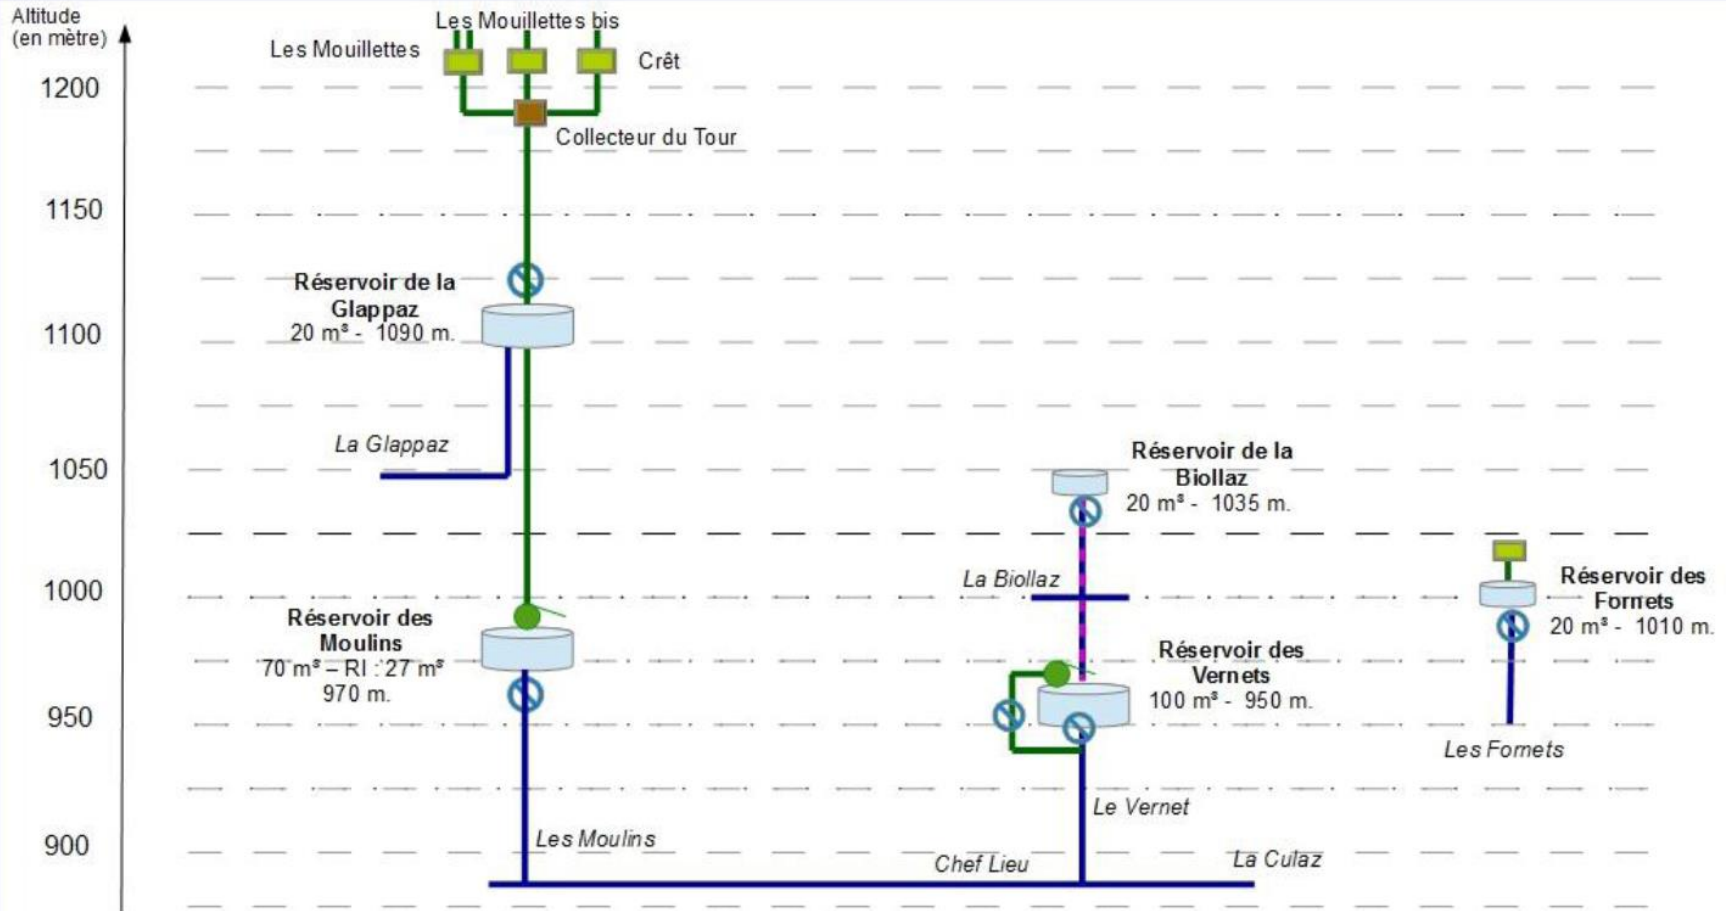 Altitude
(en mètre)
Les Mouillettes bis
Les Mouillettes
Crêt
1200
Collecteur du Tour
1150
Réservoir de la
Glappaz
20 m³ - 1090 m.
1100
La Glappaz
1050
Réservoir de la
Biollaz
20 m³ - 1035 m.
La Biollaz
1000
Réservoir des
Fornets
20 m³ - 1010 m.
Réservoir des
Moulins
70 m³ – RI : 27 m³
970 m.
Réservoir des
Vernets
100 m³ - 950 m.
950
Les Fornets
Le Vernet
900
Les Moulins
Chef Lieu
La Culaz